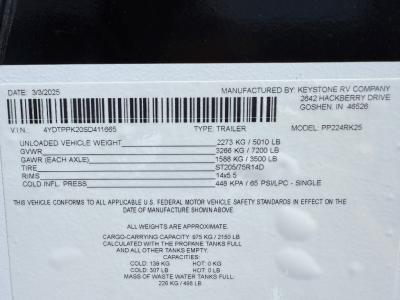 DATE: 3/3/2025
MANUFACTURED BY: KEYSTONE RV COMPANY
2642 HACKBERRY DRIVE
GOSHEN, IN 46526
V.I.N. 4YDTPPK20SD411665 TYPE: TRAILER MODEL: PP224RK25
UNLOADED VEHICLE WEIGHT 2273 KG / 5010 LB
GVWR 3266 KG / 7200 LB
GAWR (EACH AXLE) 1588 KG / 3500 LB
TIRE ST205/75R14D
RIMS 14x5.5
COLD INFL. PRESS 448 KPA / 65 PSI/LPC - SINGLE
THIS VEHICLE CONFORMS TO ALL APPLICABLE U.S. FEDERAL MOTOR VEHICLE SAFETY STANDARDS IN EFFECT ON THE
DATE OF MANUFACTURE SHOWN ABOVE.
CARGO-CARRYING CAPACITY: 975 KG / 2150 LB
CALCULATED WITH THE PROPANE TANKS FULL
AND ALL OTHER TANKS EMPTY.
CAPACITIES:
COLD: 139 KG HOT: 0 KG
COLD: 307 LB HOT: 0 LB
MASS OF WASTE WATER TANKS FULL:
226 KG / 498 LB